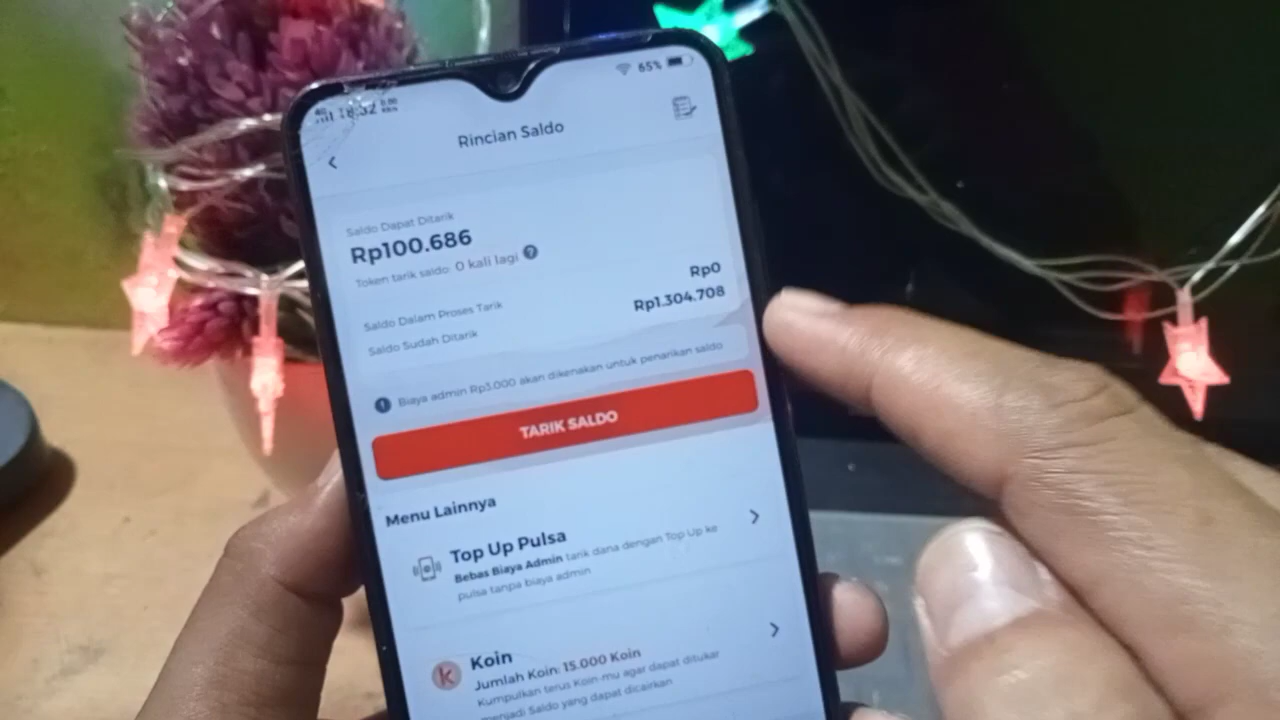 18:32
65%
Rincian Saldo
Saldo Dapat Ditarik
Rp100.686
Token tarik saldo: 0 kali lagi ?
Saldo Dalam Proses Tarik Rp0
Saldo Sudah Ditarik Rp1.304.708
Biaya admin Rp3.000 akan dikenakan untuk penarikan saldo
TARIK SALDO
Menu Lainnya
Top Up Pulsa
Bebas Biaya Admin tarik dana dengan Top Up ke
pulsa tanpa biaya admin
k
Koin
Jumlah Koin: 15.000 Koin
Kumpulkan terus Koin-mu agar dapat ditukar
menjadi Saldo yang dapat dicairkan